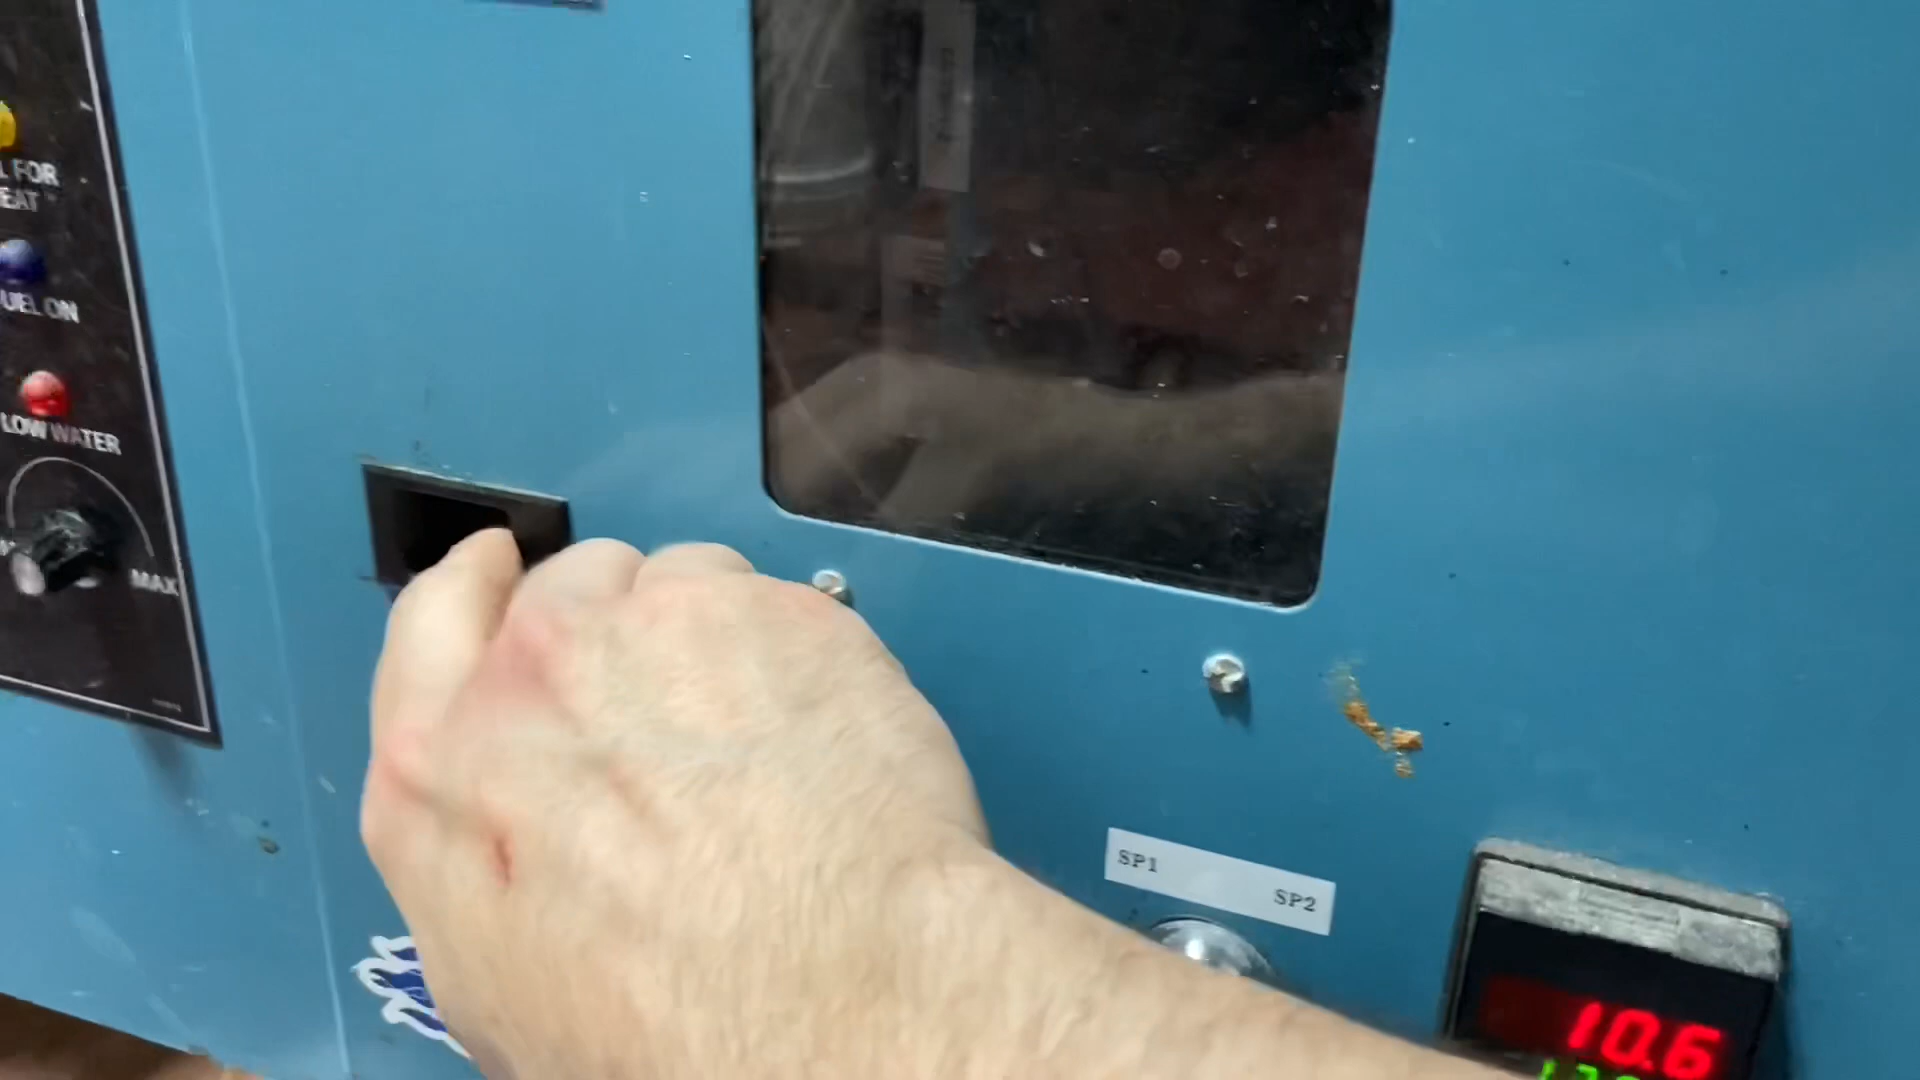 L FOR
EAT
UEL ON
LOW WATER
MAX
SP1
SP2
10.6